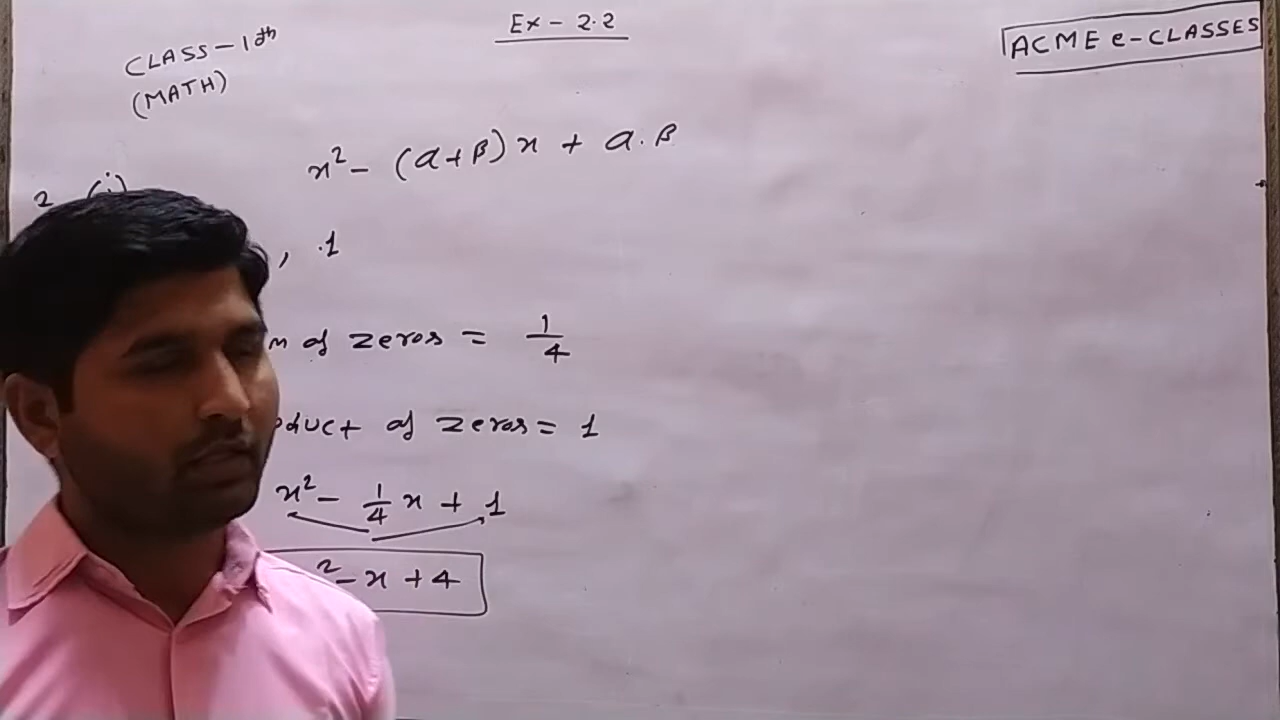 Ex - 2.2
ACME e-CLASSES
CLASS - 10th
(MATH)
x² - (α+β)x + α.β
2 (i)
, 1
of zeros = 1/4
of zeros = 1
x² - 1/4 x + 1
² - x + 4